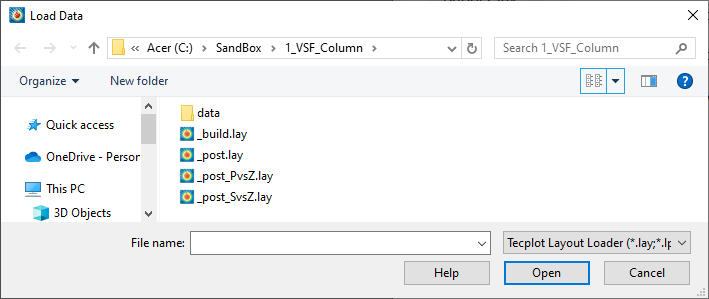 Load Data
« Acer (C:) > SandBox > 1_VSF_Column >
Search 1_VSF_Column
Organize
New folder
?
Quick access
OneDrive - Person
This PC
3D Objects
data
_build.lay
_post.lay
_post_PvsZ.lay
_post_SvsZ.lay
File name:
Tecplot Layout Loader (*.lay;*.lp
Help
Open
Cancel